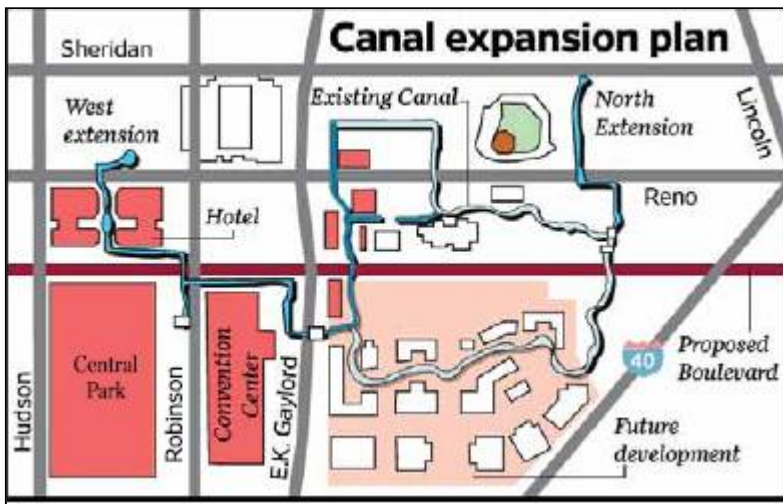 Canal expansion plan
Sheridan
West
extension
Existing Canal
North
Extension
Lincoln
Hotel
Reno
Central
Park
Hudson
Robinson
Convention
Center
E.K. Gaylord
40
Proposed
Boulevard
Future
development